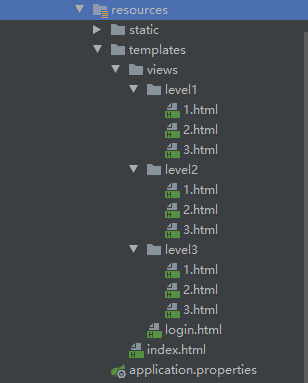 resources
static
templates
views
level1
1.html
2.html
3.html
level2
1.html
2.html
3.html
level3
1.html
2.html
3.html
login.html
index.html
application.properties